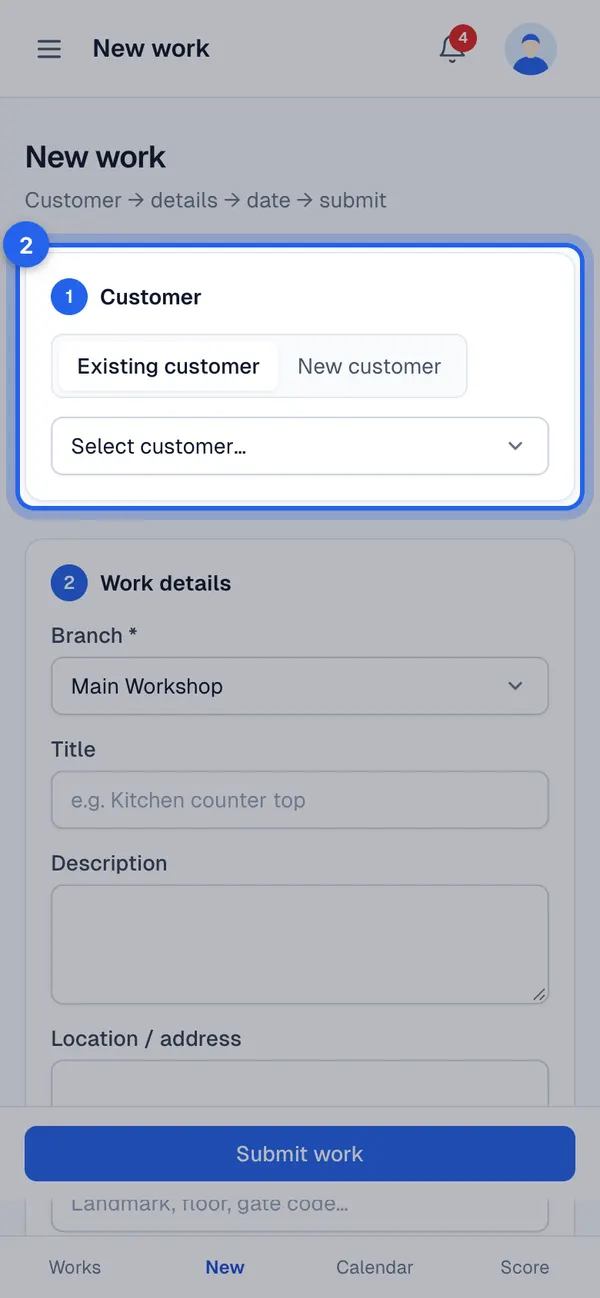 New work
4
New work
Customer → details → date → submit
2
1 Customer
Existing customer New customer
Select customer...
2 Work details
Branch *
Main Workshop
Title
e.g. Kitchen counter top
Description
Location / address
Submit work
Landmark, floor, gate code...
Works New Calendar Score